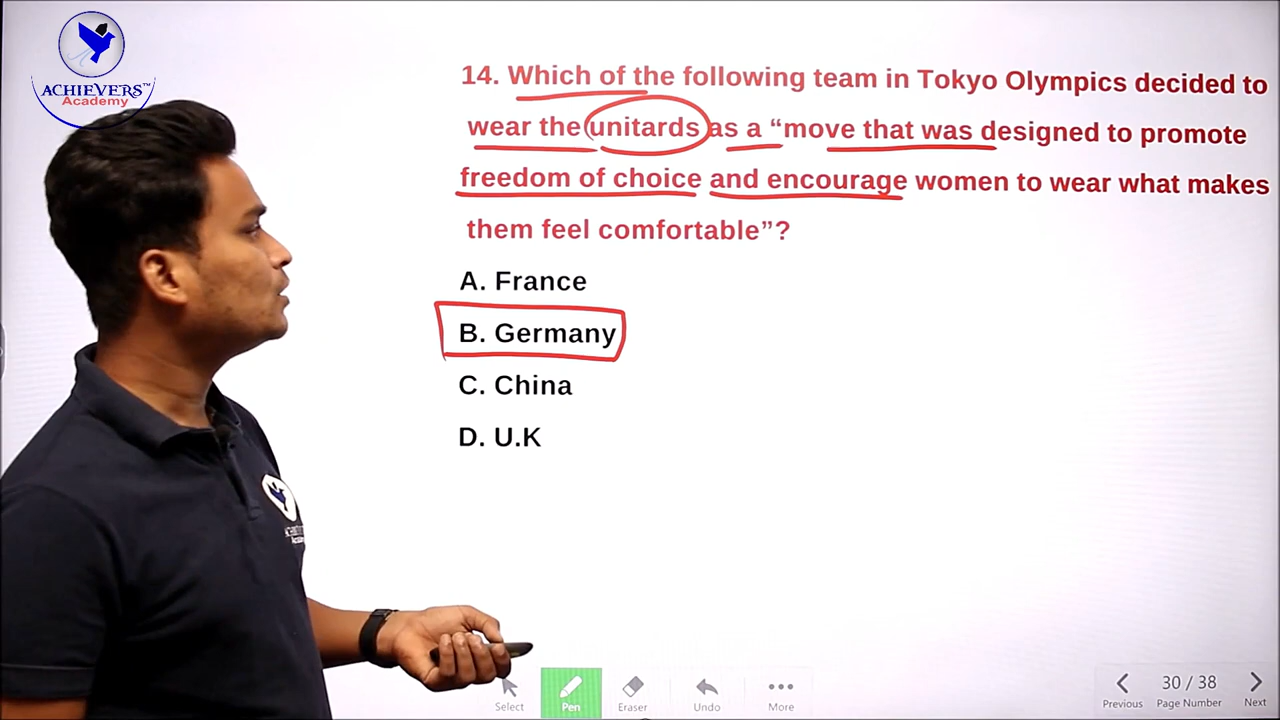 ACHIEVERS™
Academy
14. Which of the following team in Tokyo Olympics decided to
wear the unitards as a “move that was designed to promote
freedom of choice and encourage women to wear what makes
them feel comfortable”?
A. France
B. Germany
C. China
D. U.K
Select
Pen
Eraser
Undo
More
Previous
30 / 38
Page Number
Next